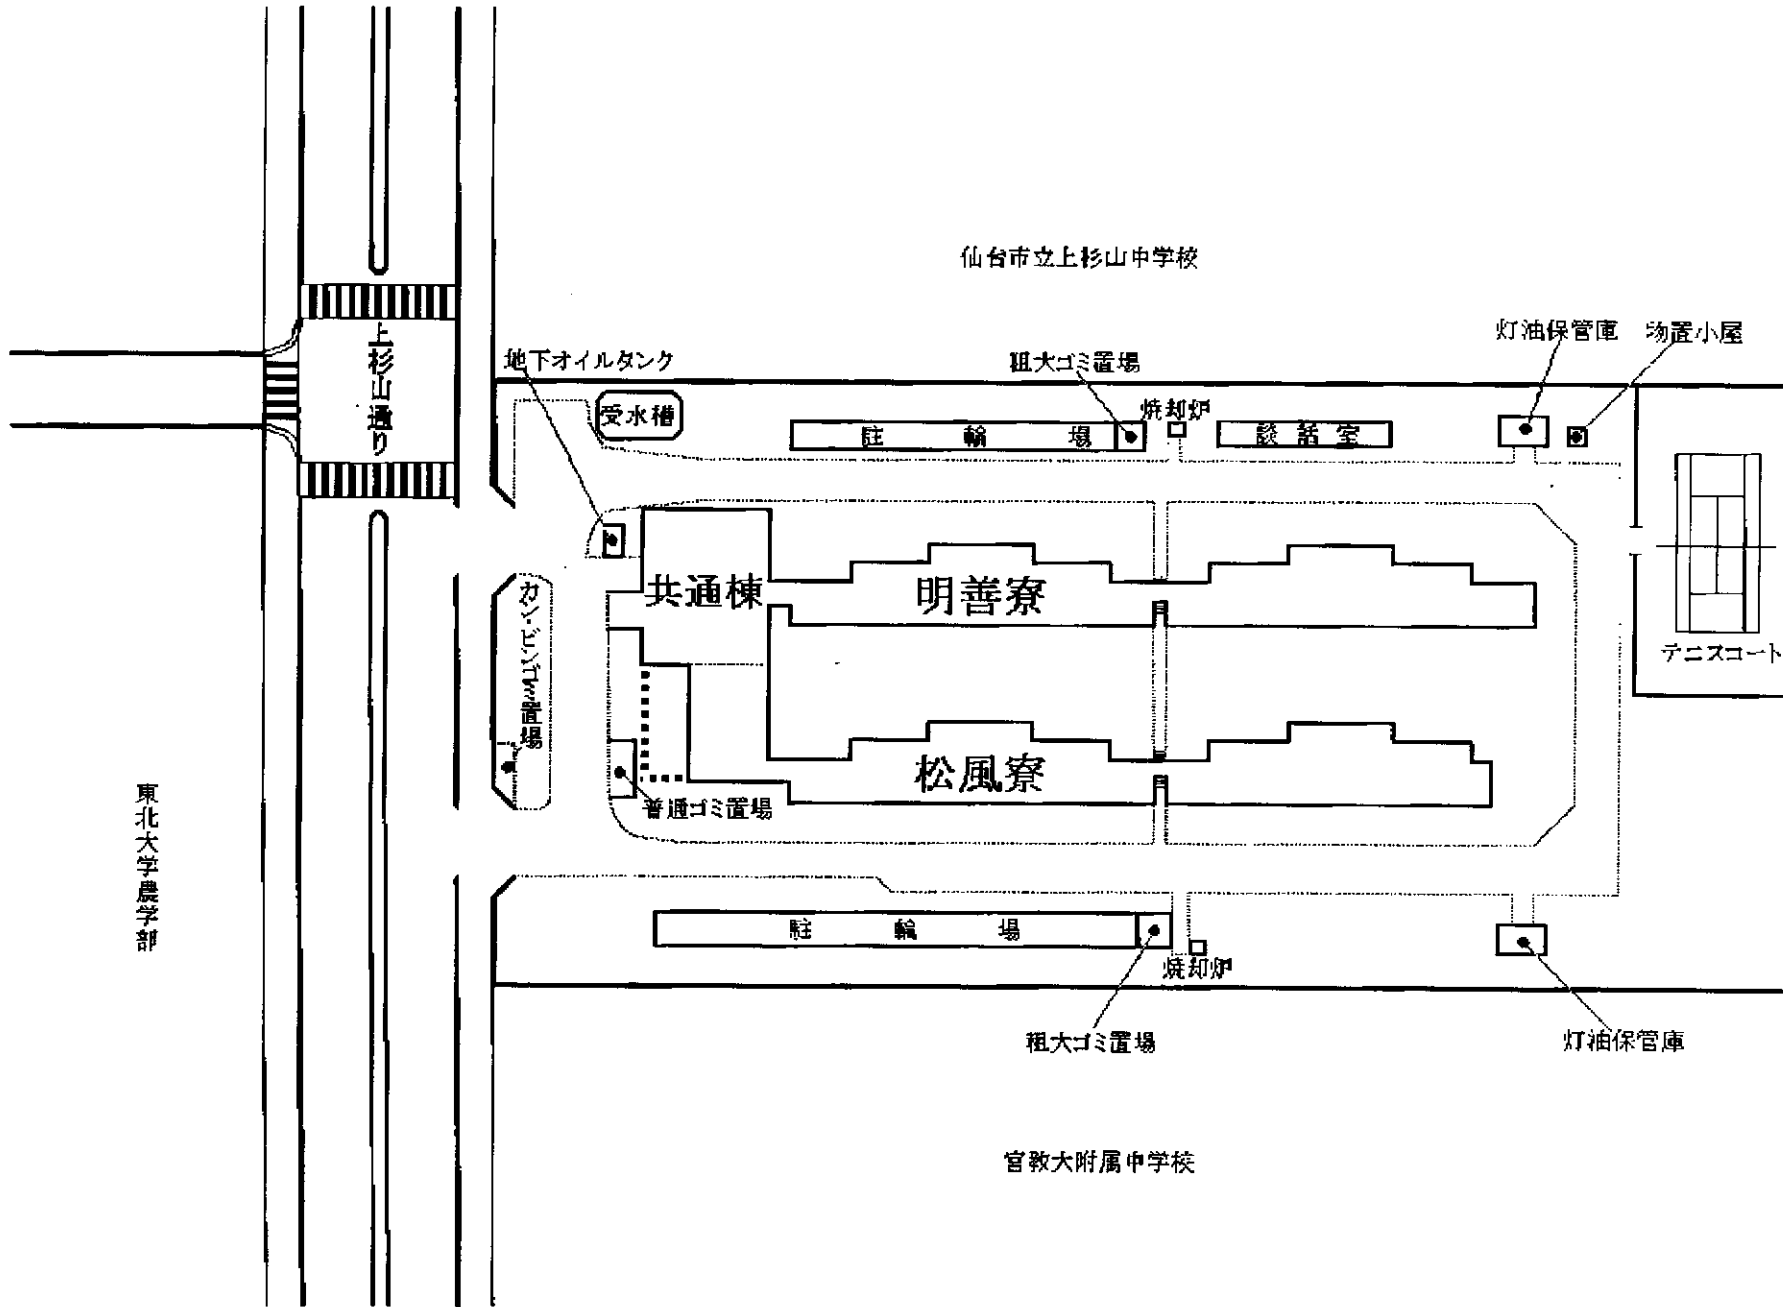 仙台市立上杉山中学校
灯油保管庫
物置小屋
上杉山通り
地下オイルタンク
粗大ゴミ置場
受水槽
駐輪場
焼却炉
談話室
共通棟
明善寮
カン・ビンゴミ置場
テニスコート
松風寮
普通ゴミ置場
東北大学農学部
駐輪場
焼却炉
粗大ゴミ置場
灯油保管庫
宮教大附属中学校